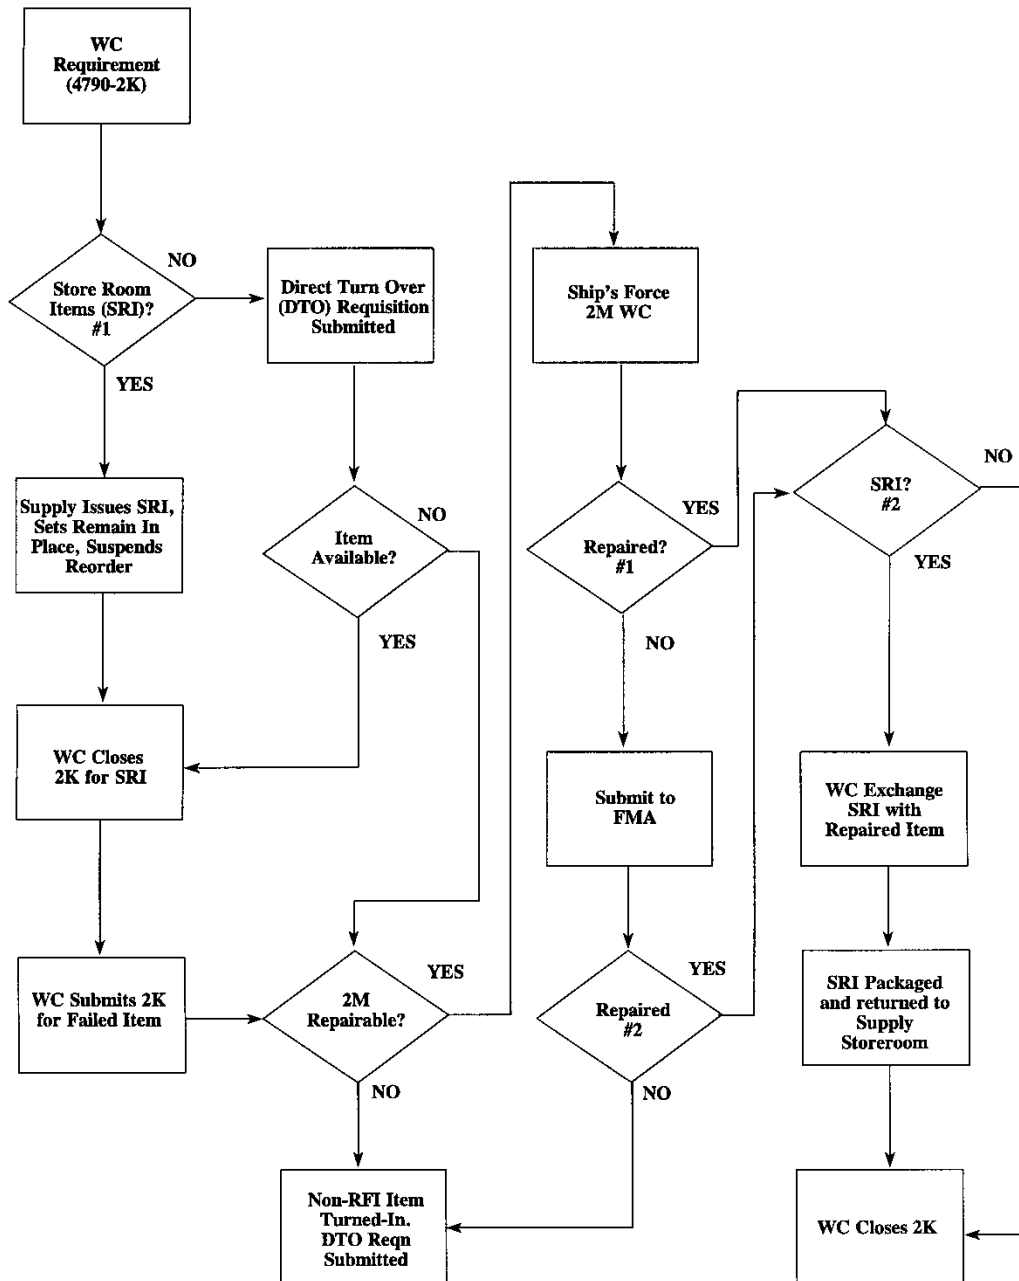 WC
Requirement
(4790-2K)
Store Room
Items (SRI)?
#1
NO
YES
Direct Turn Over
(DTO) Requisition
Submitted
Supply Issues SRI,
Sets Remain In
Place, Suspends
Reorder
Item
Available?
NO
YES
WC Closes
2K for SRI
WC Submits 2K
for Failed Item
2M
Repairable?
YES
NO
Non-RFI Item
Turned-In.
DTO Reqn
Submitted
Ship's Force
2M WC
Repaired?
#1
YES
NO
Submit to
FMA
Repaired
#2
YES
NO
SRI?
#2
NO
YES
WC Exchange
SRI with
Repaired Item
SRI Packaged
and returned to
Supply
Storeroom
WC Closes 2K